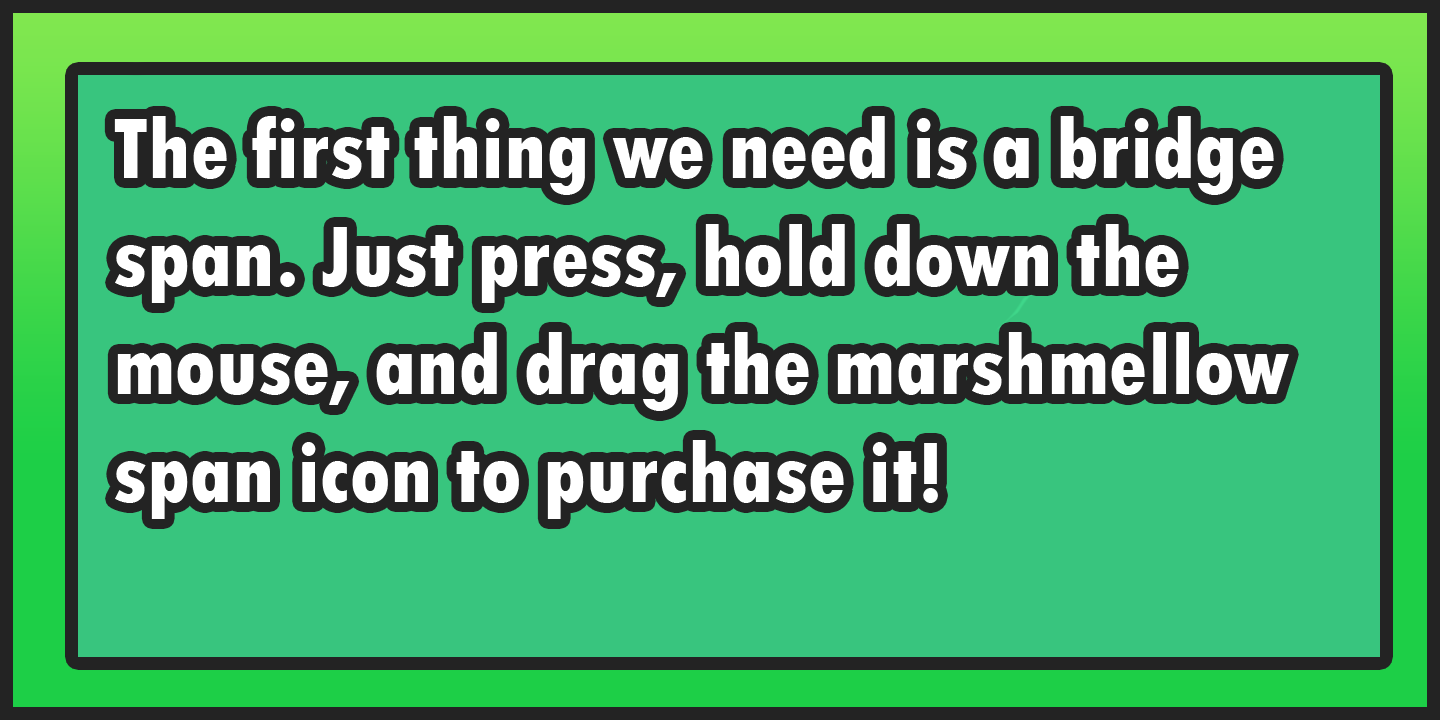 The first thing we need is a bridge
span. Just press, hold down the
mouse, and drag the marshmellow
span icon to purchase it!